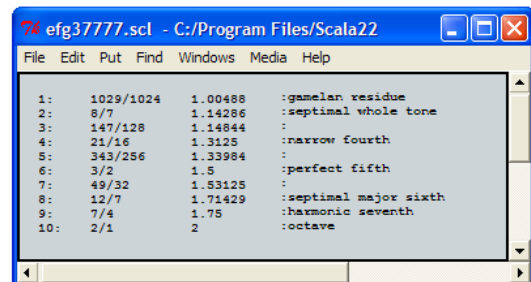 efg37777.scl - C:/Program Files/Scala22
File Edit Put Find Windows Media Help
1: 1029/1024 1.00488 :gamelan residue
2: 8/7 1.14286 :septimal whole tone
3: 147/128 1.14844 :
4: 21/16 1.3125 :narrow fourth
5: 343/256 1.33984 :
6: 3/2 1.5 :perfect fifth
7: 49/32 1.53125 :
8: 12/7 1.71429 :septimal major sixth
9: 7/4 1.75 :harmonic seventh
10: 2/1 2 :octave